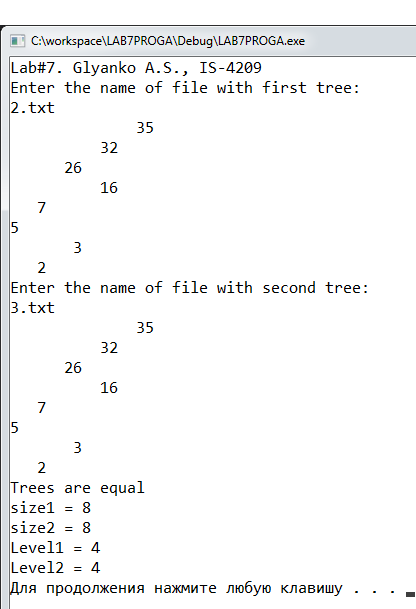 C:\workspace\LAB7PROGA\Debug\LAB7PROGA.exe
Lab#7. Glyanko A.S., IS-4209
Enter the name of file with first tree:
2.txt
35
32
26
16
7
5
3
2
Enter the name of file with second tree:
3.txt
35
32
26
16
7
5
3
2
Trees are equal
size1 = 8
size2 = 8
Level1 = 4
Level2 = 4
Для продолжения нажмите любую клавишу . . .